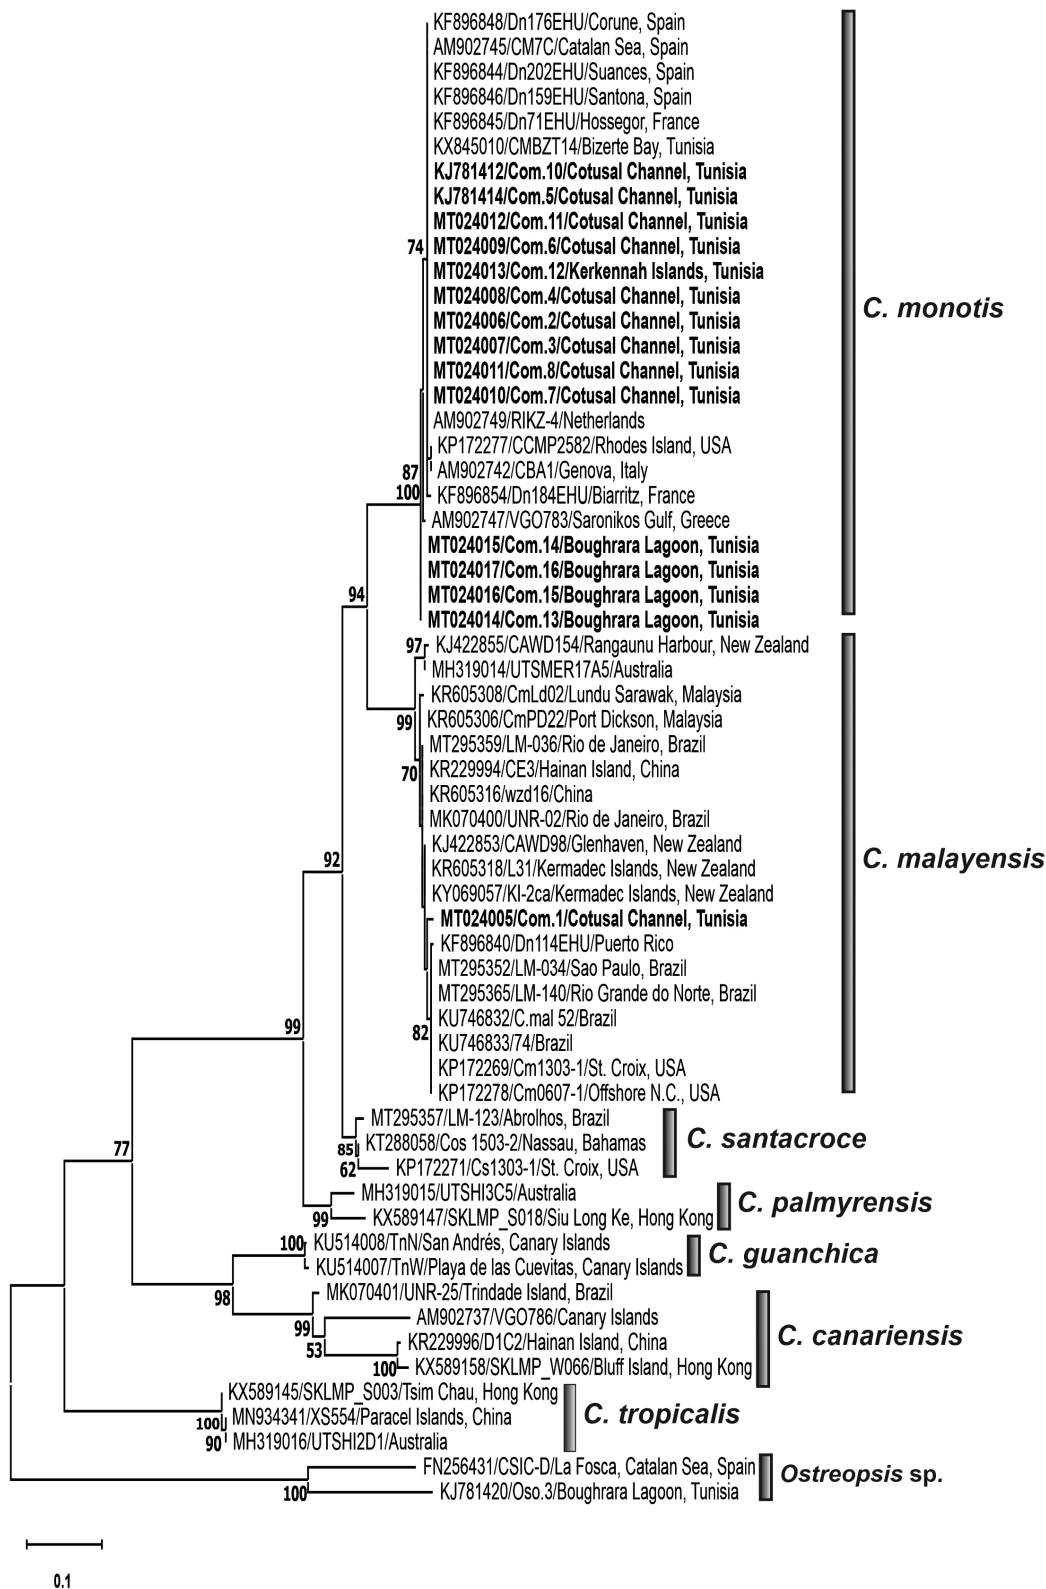 KF896848/Dn176EHU/Corune, Spain
AM902745/CM7C/Catalan Sea, Spain
KF896844/Dn202EHU/Suances, Spain
KF896846/Dn159EHU/Santona, Spain
KF896845/Dn71EHU/Hossegor, France
KX845010/CMBZT14/Bizerte Bay, Tunisia
KJ781412/Com.10/Cotusal Channel, Tunisia
KJ781414/Com.5/Cotusal Channel, Tunisia
MT024012/Com.11/Cotusal Channel, Tunisia
74
MT024009/Com.6/Cotusal Channel, Tunisia
MT024013/Com.12/Kerkennah Islands, Tunisia
MT024008/Com.4/Cotusal Channel, Tunisia
C. monotis
MT024006/Com.2/Cotusal Channel, Tunisia
MT024007/Com.3/Cotusal Channel, Tunisia
MT024011/Com.8/Cotusal Channel, Tunisia
MT024010/Com.7/Cotusal Channel, Tunisia
AM902749/RIKZ-4/Netherlands
KP172277/CCMP2582/Rhodes Island, USA
87
AM902742/CBA1/Genova, Italy
100
KF896854/Dn184EHU/Biarritz, France
AM902747/VGO783/Saronikos Gulf, Greece
MT024015/Com.14/Boughrara Lagoon, Tunisia
MT024017/Com.16/Boughrara Lagoon, Tunisia
94
MT024016/Com.15/Boughrara Lagoon, Tunisia
MT024014/Com.13/Boughrara Lagoon, Tunisia
97
KJ422855/CAWD154/Rangaunu Harbour, New Zealand
MH319014/UTSMER17A5/Australia
KR605308/CmLd02/Lundu Sarawak, Malaysia
99
KR605306/CmPD22/Port Dickson, Malaysia
MT295359/LM-036/Rio de Janeiro, Brazil
70
KR229994/CE3/Hainan Island, China
KR605316/wzd16/China
MK070400/UNR-02/Rio de Janeiro, Brazil
KJ422853/CAWD98/Glenhaven, New Zealand
92
C. malayensis
KR605318/L31/Kermadec Islands, New Zealand
KY069057/KI-2ca/Kermadec Islands, New Zealand
MT024005/Com.1/Cotusal Channel, Tunisia
KF896840/Dn114EHU/Puerto Rico
MT295352/LM-034/Sao Paulo, Brazil
MT295365/LM-140/Rio Grande do Norte, Brazil
99
KU746832/C.mal 52/Brazil
82
KU746833/74/Brazil
KP172269/Cm1303-1/St. Croix, USA
KP172278/Cm0607-1/Offshore N.C., USA
MT295357/LM-123/Abrolhos, Brazil
77
85
KT288058/Cos 1503-2/Nassau, Bahamas
C. santacroce
62
KP172271/Cs1303-1/St. Croix, USA
MH319015/UTSHI3C5/Australia
C. palmyrensis
99
KX589147/SKLMP_S018/Siu Long Ke, Hong Kong
100
KU514008/TnN/San Andrés, Canary Islands
C. guanchica
KU514007/TnW/Playa de las Cuevitas, Canary Islands
98
MK070401/UNR-25/Trindade Island, Brazil
99
AM902737/VGO786/Canary Islands
C. canariensis
53
KR229996/D1C2/Hainan Island, China
100
KX589158/SKLMP_W066/Bluff Island, Hong Kong
KX589145/SKLMP_S003/Tsim Chau, Hong Kong
100
MN934341/XS554/Paracel Islands, China
C. tropicalis
90
MH319016/UTSHI2D1/Australia
FN256431/CSIC-D/La Fosca, Catalan Sea, Spain
Ostreopsis sp.
100
KJ781420/Oso.3/Boughrara Lagoon, Tunisia
0.1